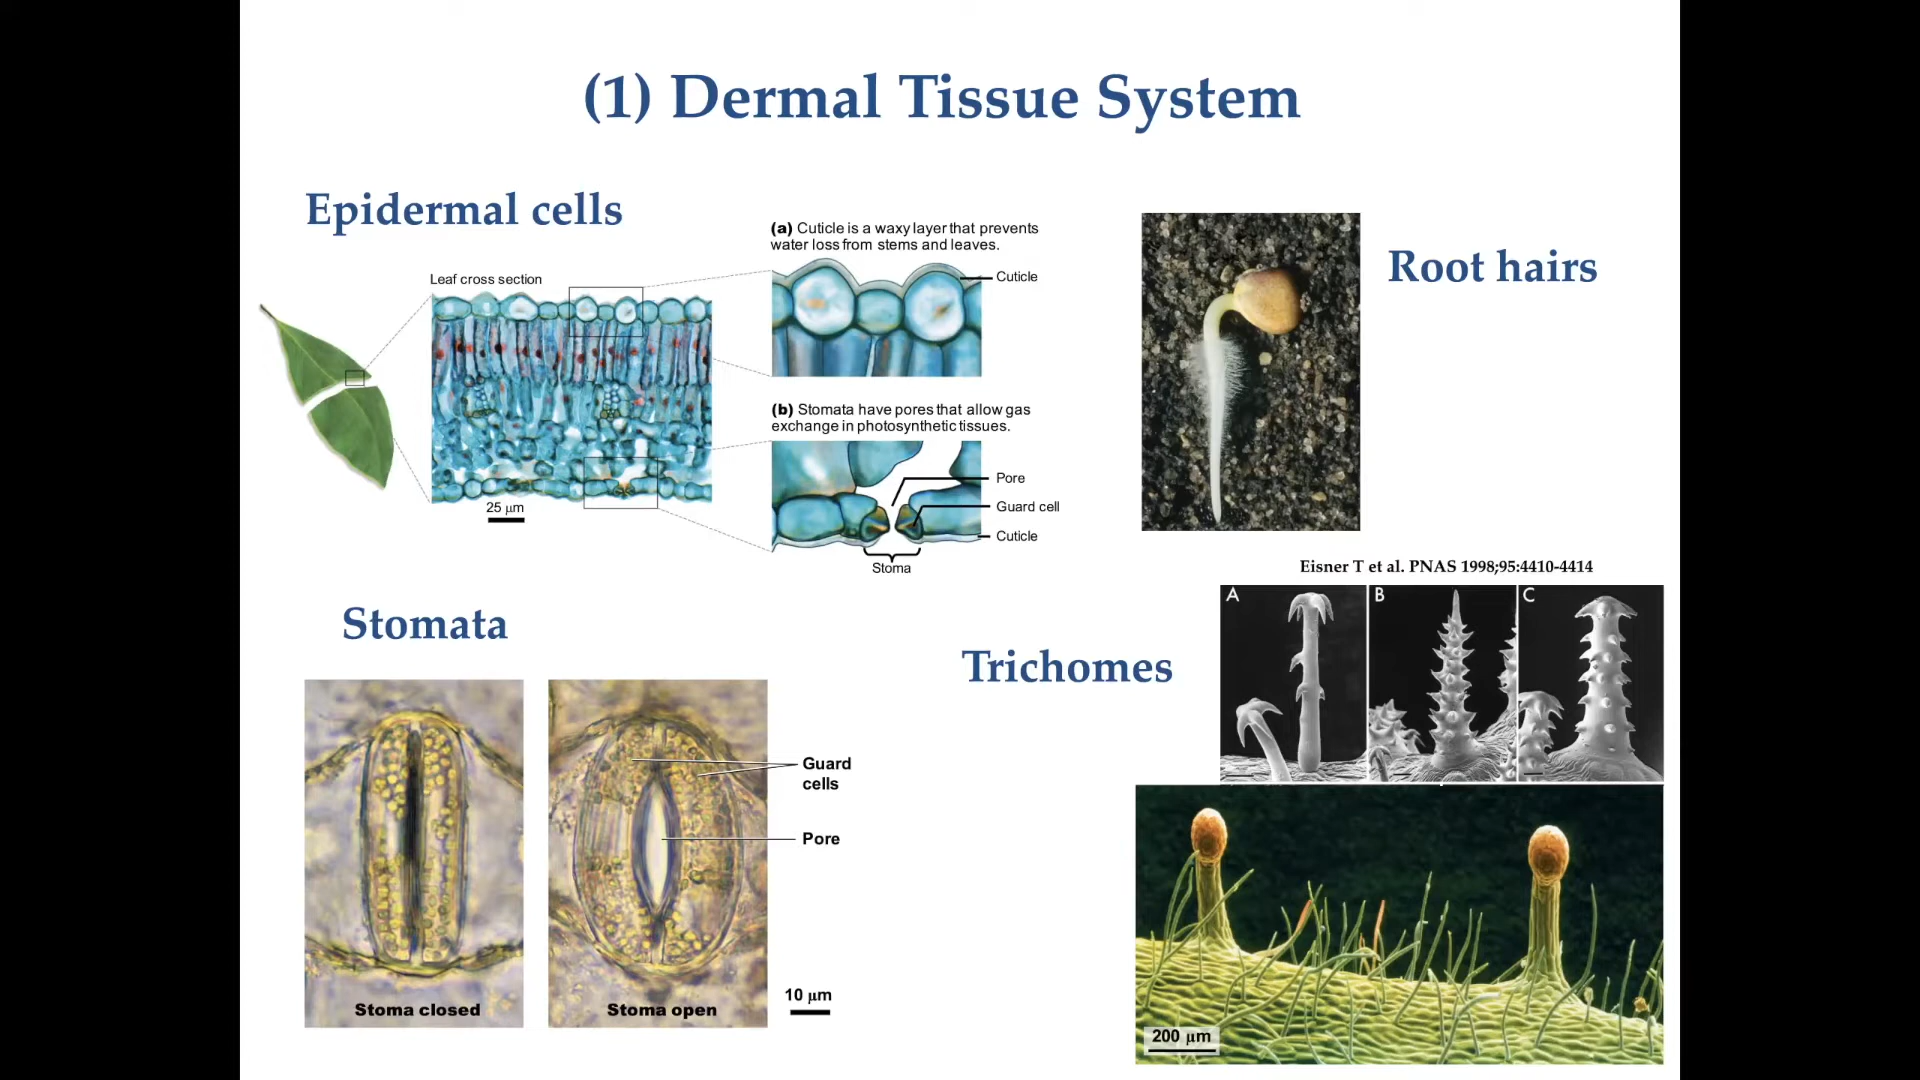 (1) Dermal Tissue System
Epidermal cells
(a) Cuticle is a waxy layer that prevents
water loss from stems and leaves.
Leaf cross section
Cuticle
25 μm
(b) Stomata have pores that allow gas
exchange in photosynthetic tissues.
Pore
Guard cell
Cuticle
Stoma
Root hairs
Stomata
Guard
cells
Pore
Stoma closed
Stoma open
10 μm
Trichomes
Eisner T et al. PNAS 1998;95:4410-4414
A
B
C
200 μm